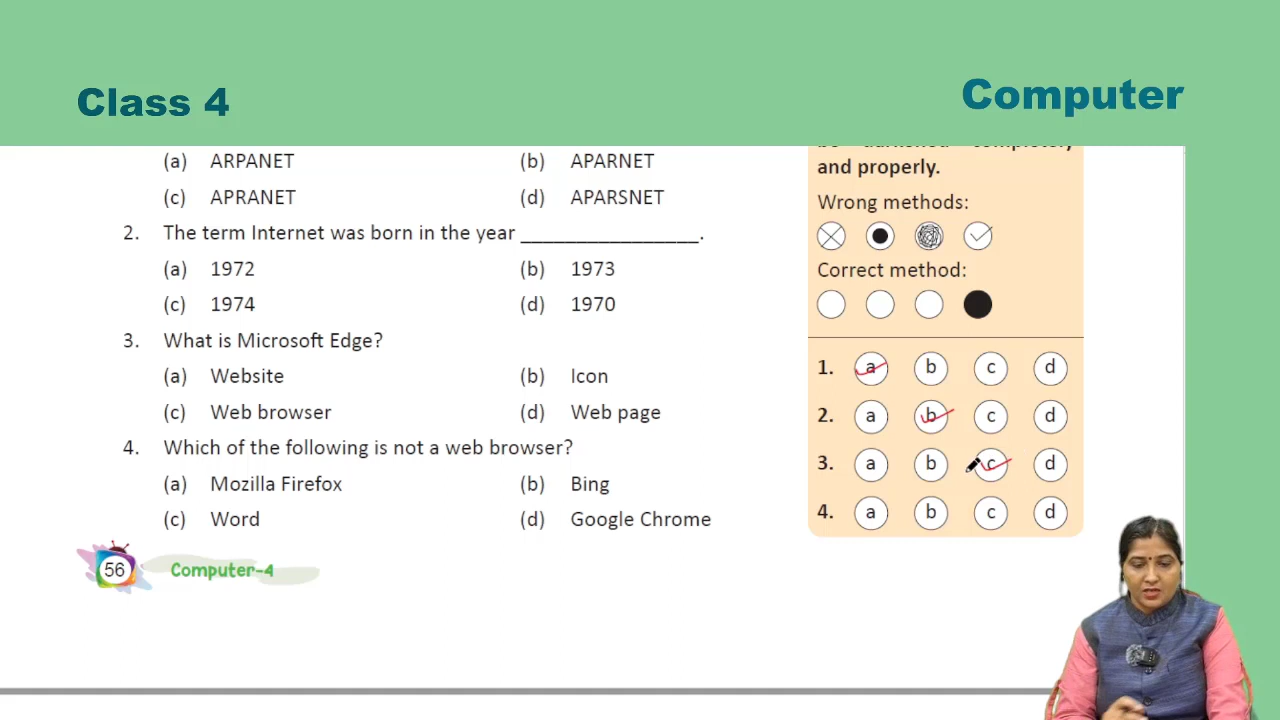 Class 4
Computer
(a) ARPANET (b) APARNET
(c) APRANET (d) APARSNET
2. The term Internet was born in the year ________________.
(a) 1972 (b) 1973
(c) 1974 (d) 1970
3. What is Microsoft Edge?
(a) Website (b) Icon
(c) Web browser (d) Web page
4. Which of the following is not a web browser?
(a) Mozilla Firefox (b) Bing
(c) Word (d) Google Chrome
56 Computer-4
be darkened completely
and properly.
Wrong methods:
Correct method:
1. a b c d
2. a b c d
3. a b c d
4. a b c d